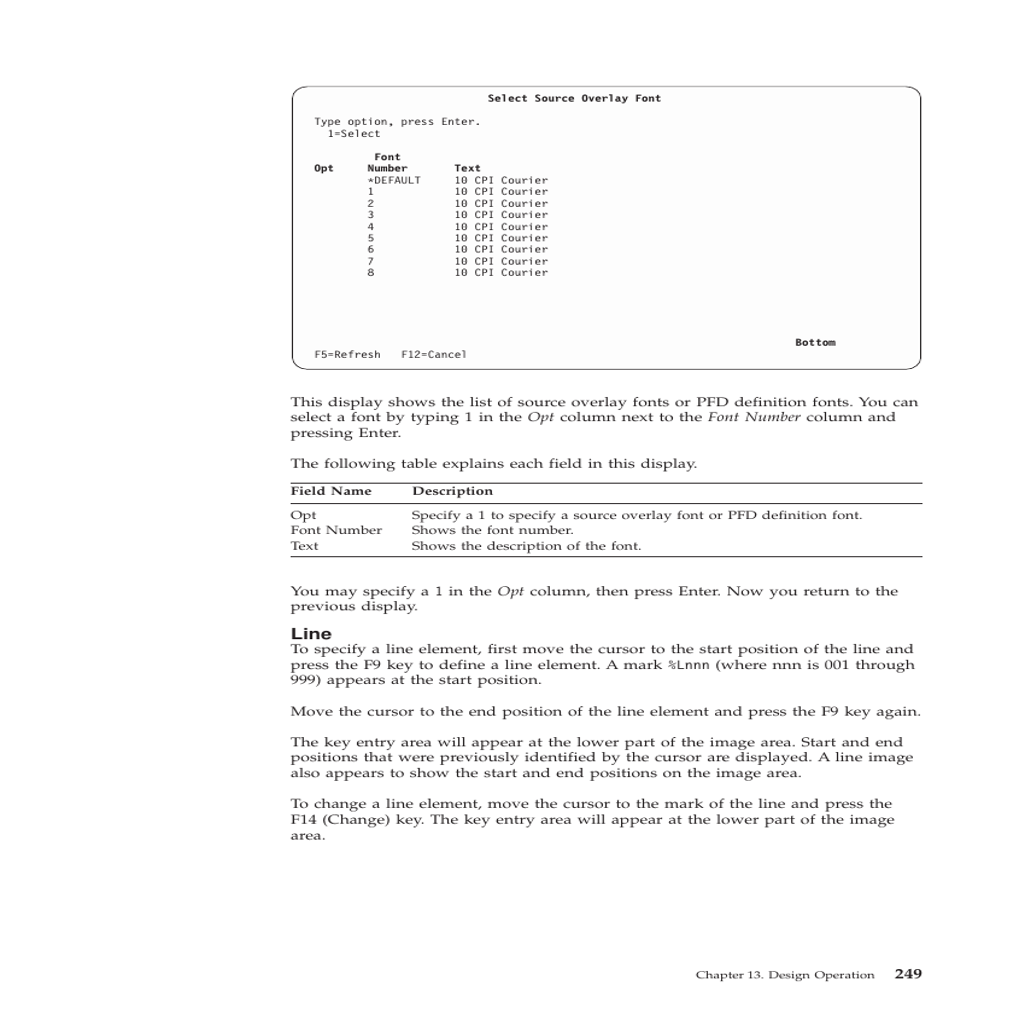 Select Source Overlay Font
Type option, press Enter.
1=Select
Font
Opt Number Text
*DEFAULT 10 CPI Courier
1 10 CPI Courier
2 10 CPI Courier
3 10 CPI Courier
4 10 CPI Courier
5 10 CPI Courier
6 10 CPI Courier
7 10 CPI Courier
8 10 CPI Courier
Bottom
F5=Refresh F12=Cancel
This display shows the list of source overlay fonts or PFD definition fonts. You can
select a font by typing 1 in the Opt column next to the Font Number column and
pressing Enter.
The following table explains each field in this display.
Field Name Description
Opt Specify a 1 to specify a source overlay font or PFD definition font.
Font Number Shows the font number.
Text Shows the description of the font.
You may specify a 1 in the Opt column, then press Enter. Now you return to the
previous display.
Line
To specify a line element, first move the cursor to the start position of the line and
press the F9 key to define a line element. A mark %Lnnn (where nnn is 001 through
999) appears at the start position.
Move the cursor to the end position of the line element and press the F9 key again.
The key entry area will appear at the lower part of the image area. Start and end
positions that were previously identified by the cursor are displayed. A line image
also appears to show the start and end positions on the image area.
To change a line element, move the cursor to the mark of the line and press the
F14 (Change) key. The key entry area will appear at the lower part of the image
area.
Chapter 13. Design Operation 249